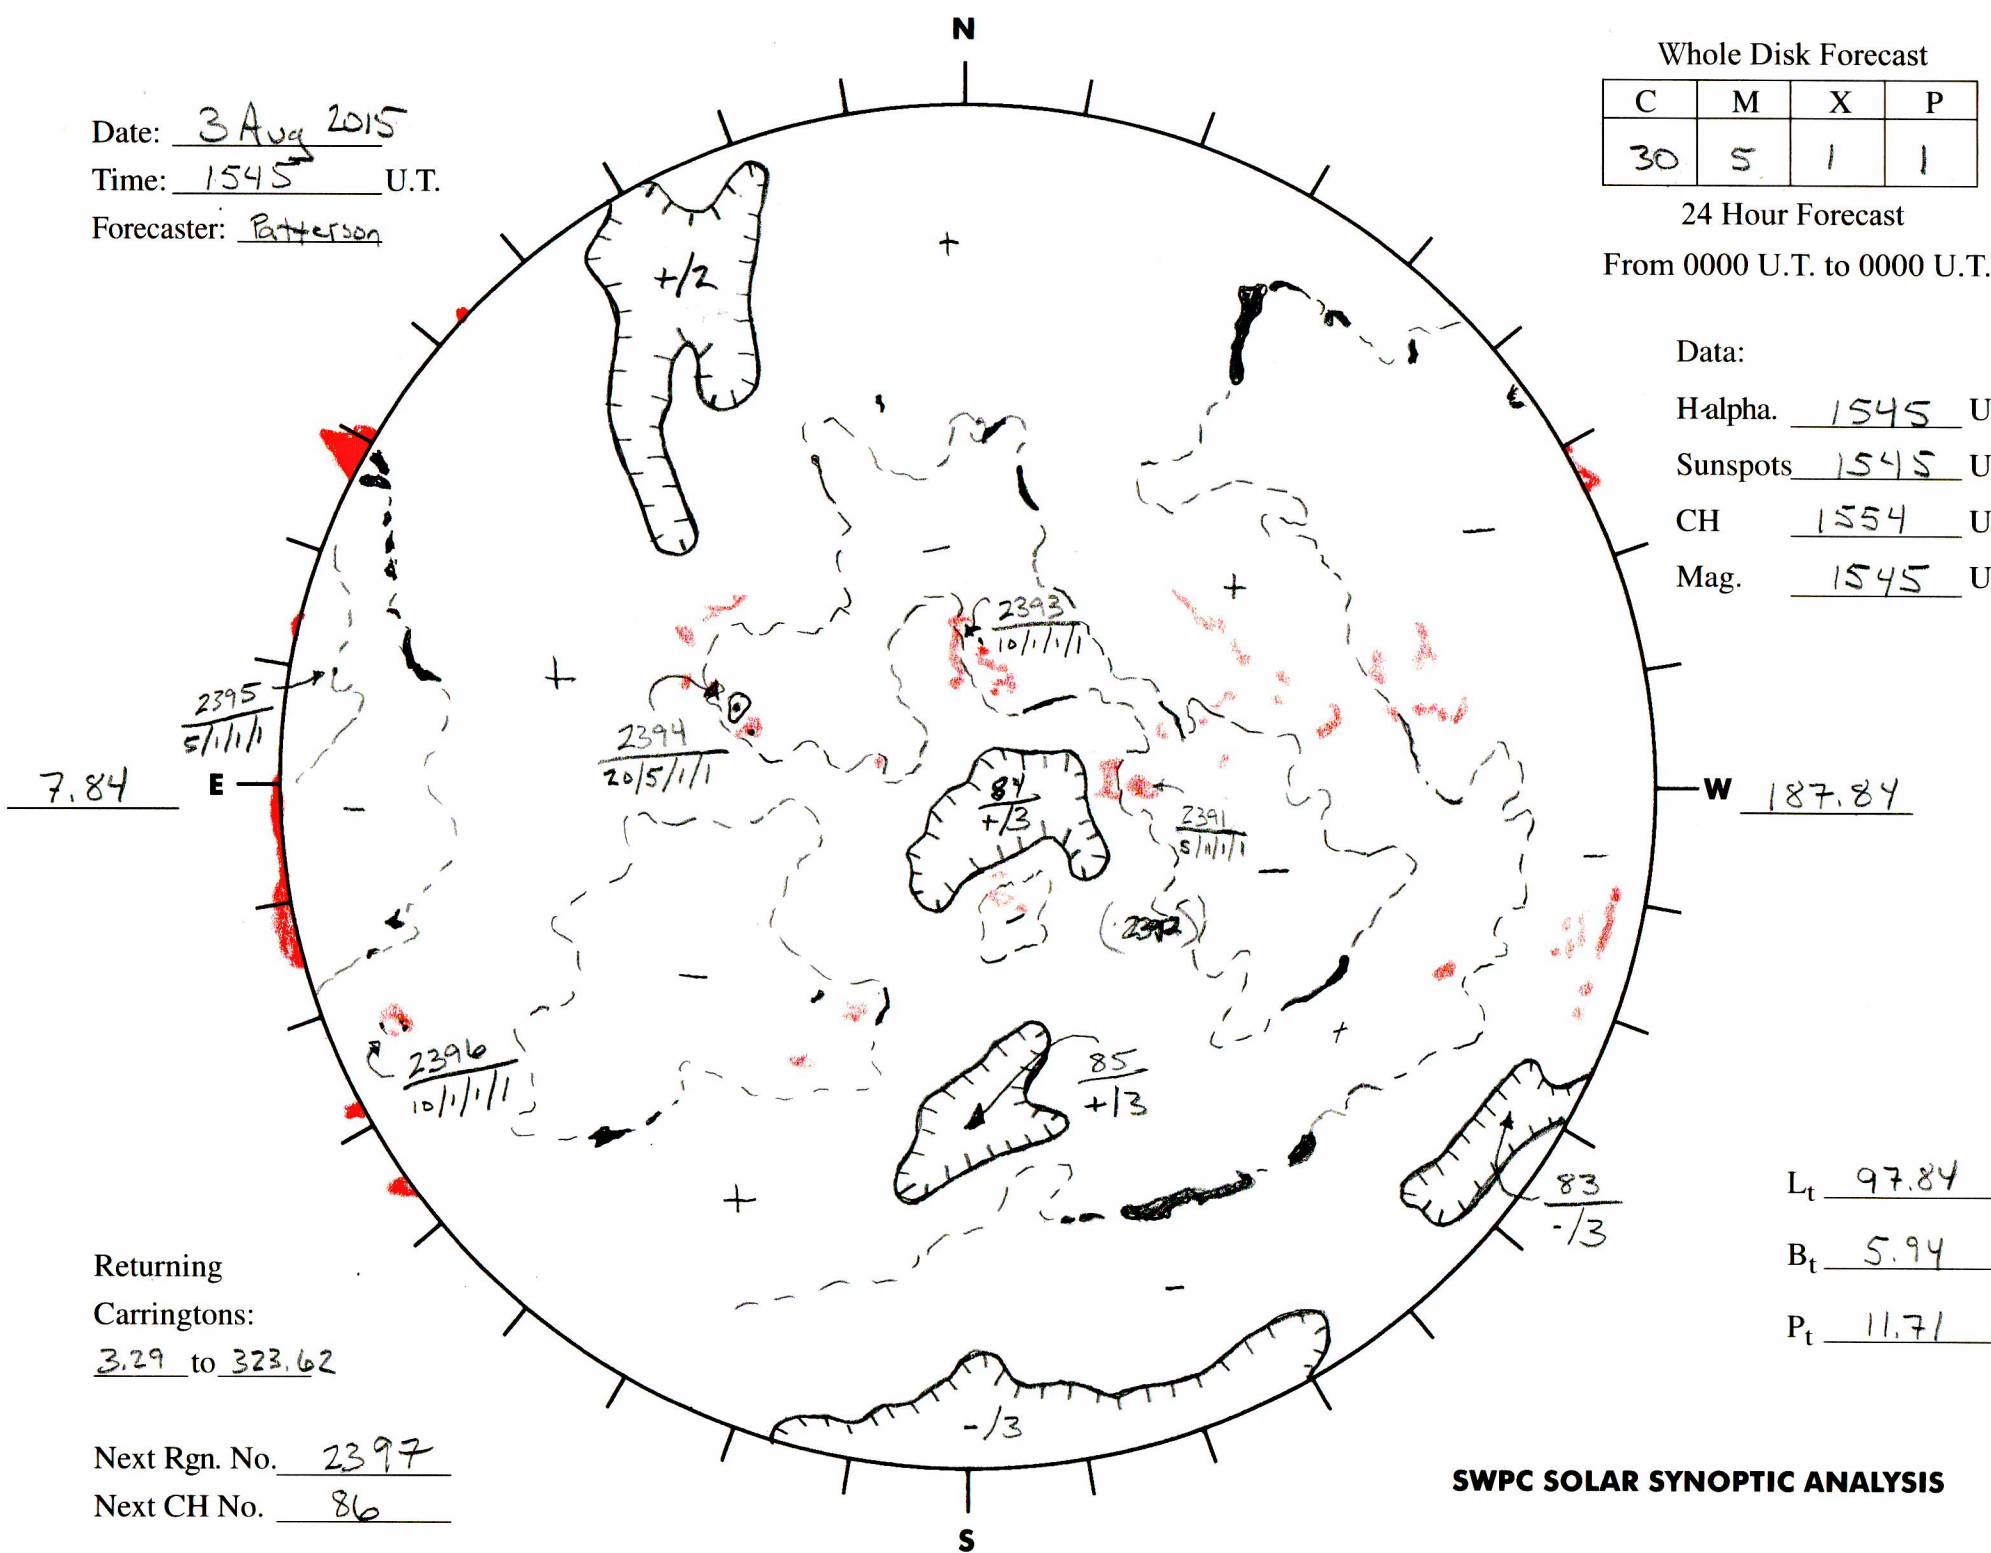 N
Date: 3 Aug 2015
Time: 1545 U.T.
Forecaster: Patterson
Whole Disk Forecast
C M X P
30 5 1 1
24 Hour Forecast
From 0000 U.T. to 0000 U.T.
+/2
+
Data:
H-alpha. 1545 U
Sunspots 1545 U
CH 1554 U
Mag. 1545 U
-
-
+
2393
10/1/1/1
+
2395
5/1/1/1
2394
20/5/1/1
7.84
E
84
+/3
2391
5/1/1/1
W
187.84
-
-
-
-
(2392)
-
+
2396
10/1/1/1
85
+/3
+
83
-/3
Lt 97.84
Bt 5.94
Pt 11.71
-
Returning
Carringtons:
3.29 to 323.62
-/3
Next Rgn. No. 2397
Next CH No. 86
SWPC SOLAR SYNOPTIC ANALYSIS
S